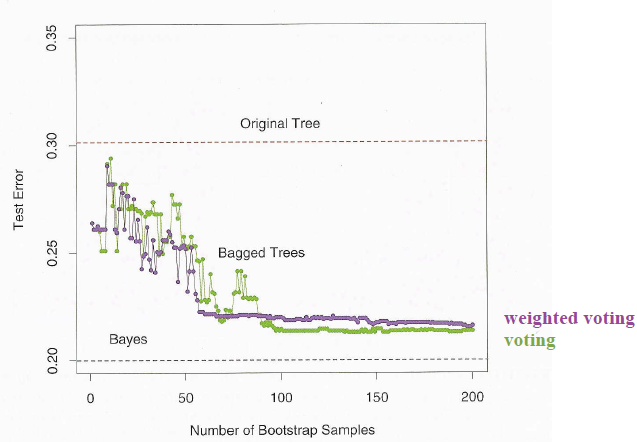 0.35
0.30
0.25
0.20
Test Error
Original Tree
Bagged Trees
Bayes
weighted voting
voting
0 50 100 150 200
Number of Bootstrap Samples